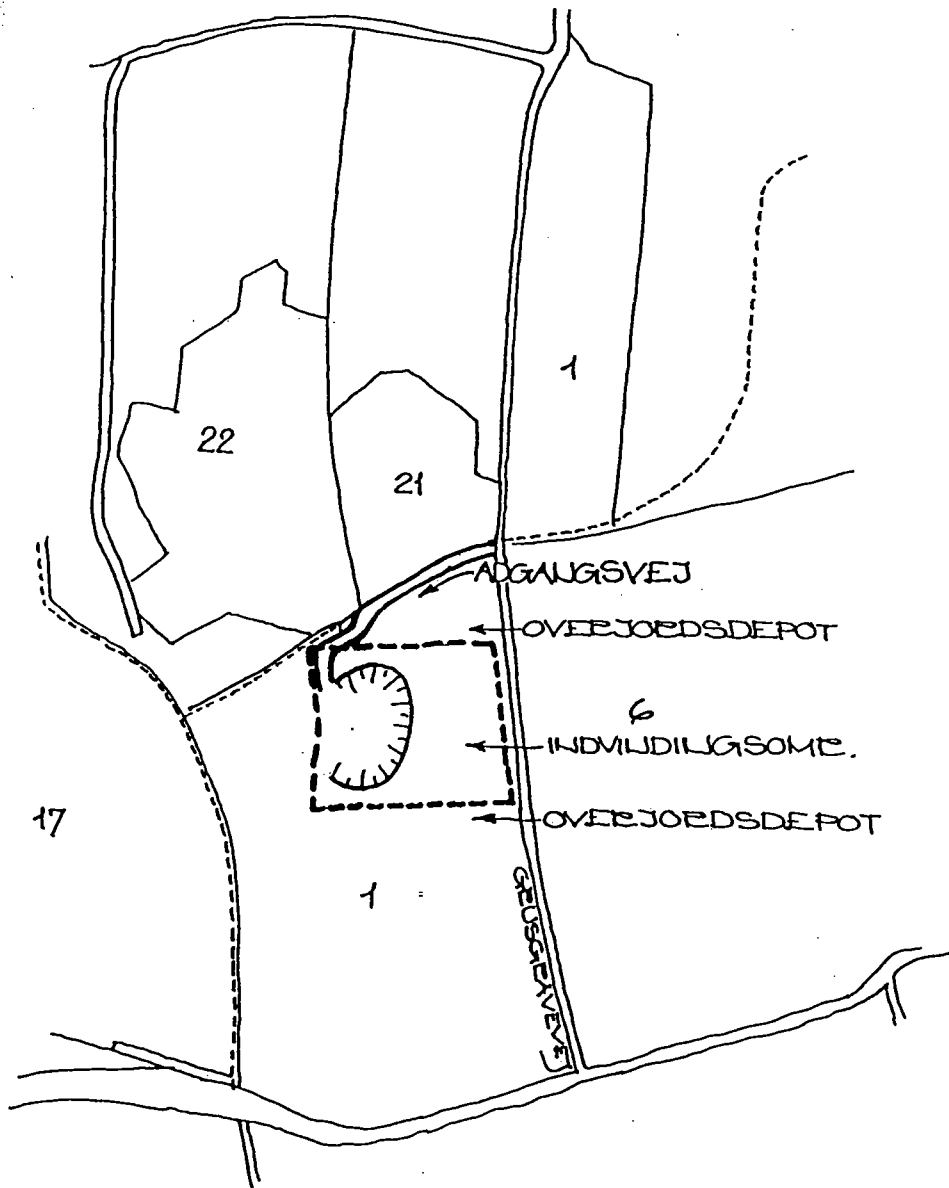 1
22
21
ADGANGSVEJ
OVERJORDSDEPOT
6
INDVINDINGSOMR.
17
OVERJORDSDEPOT
1
GRUSGRAVEVEJ